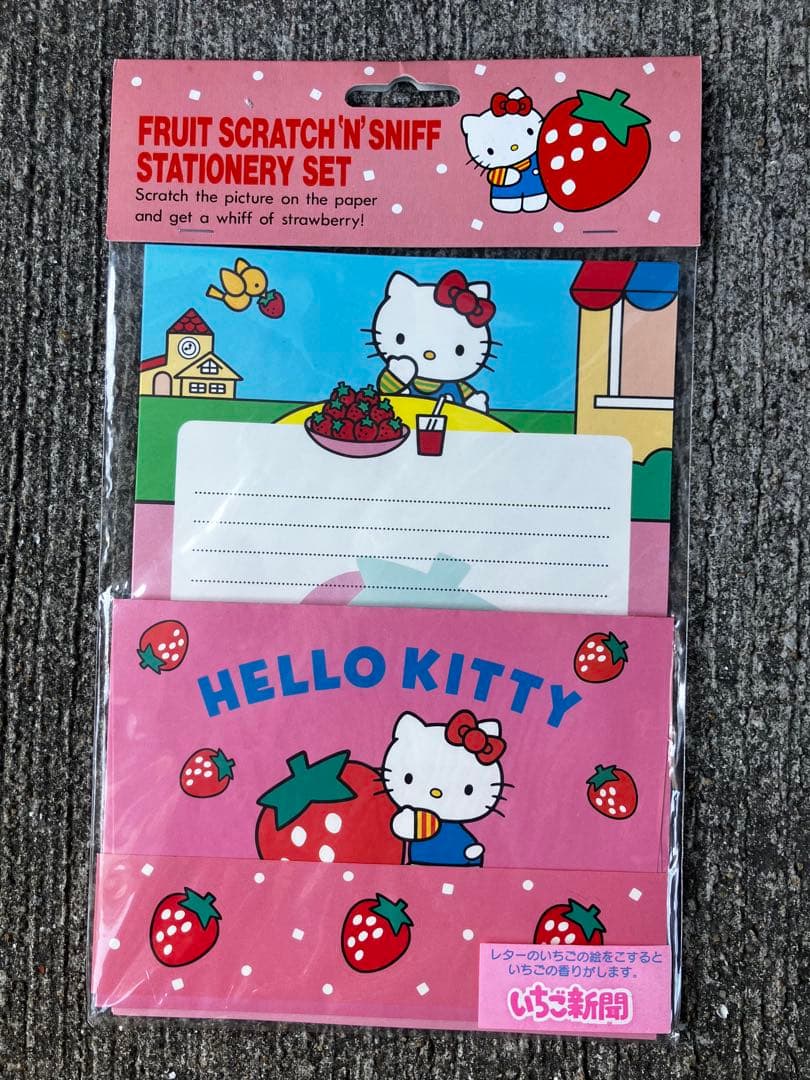 FRUIT SCRATCH'N'SNIFF
STATIONERY SET
Scratch the picture on the paper
and get a whiff of strawberry!
HELLO KITTY
レターのいちごの絵をこすると
いちごの香りがします。
いちご新聞